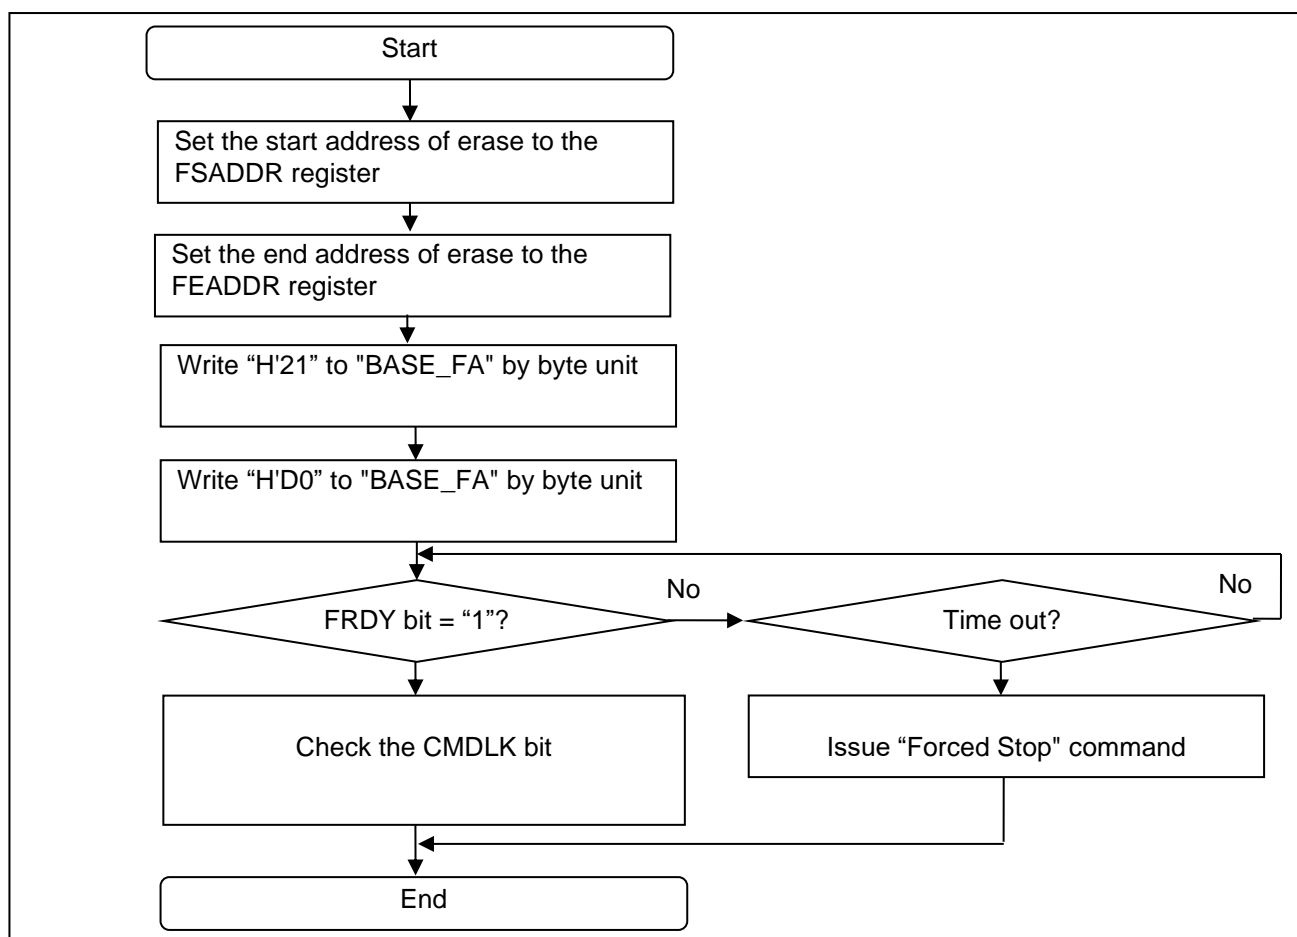 Start
Set the start address of erase to the
FSADDR register
Set the end address of erase to the
FEADDR register
Write “H'21” to "BASE_FA" by byte unit
Write “H'D0” to "BASE_FA" by byte unit
No
No
FRDY bit = “1”?
Time out?
Check the CMDLK bit
Issue “Forced Stop" command
End